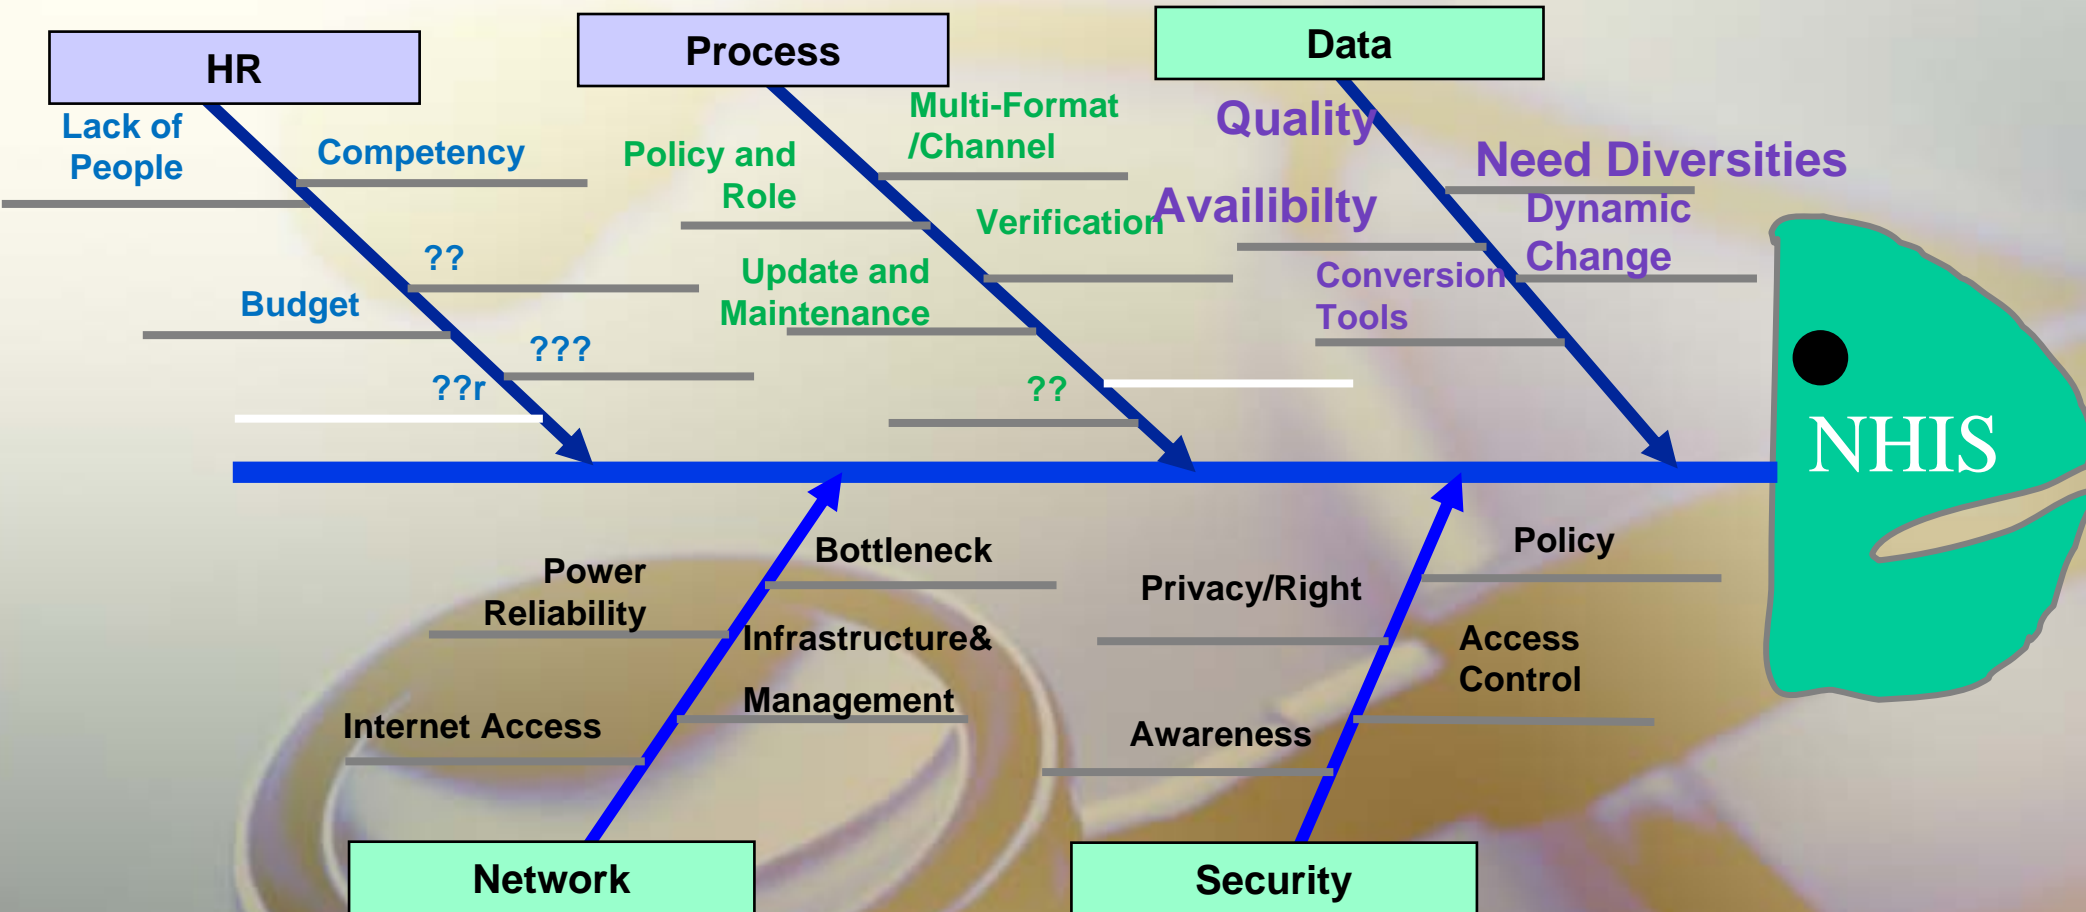 HR
Process
Data
Lack of
People
Competency
??
Budget
???
??r
Multi-Format
/Channel
Policy and
Role
Verification
Update and
Maintenance
??
Quality
Need Diversities
Availibilty
Dynamic
Change
Conversion
Tools
NHIS
Bottleneck
Power
Reliability
Infrastructure&
Management
Internet Access
Policy
Privacy/Right
Access
Control
Awareness
Network
Security